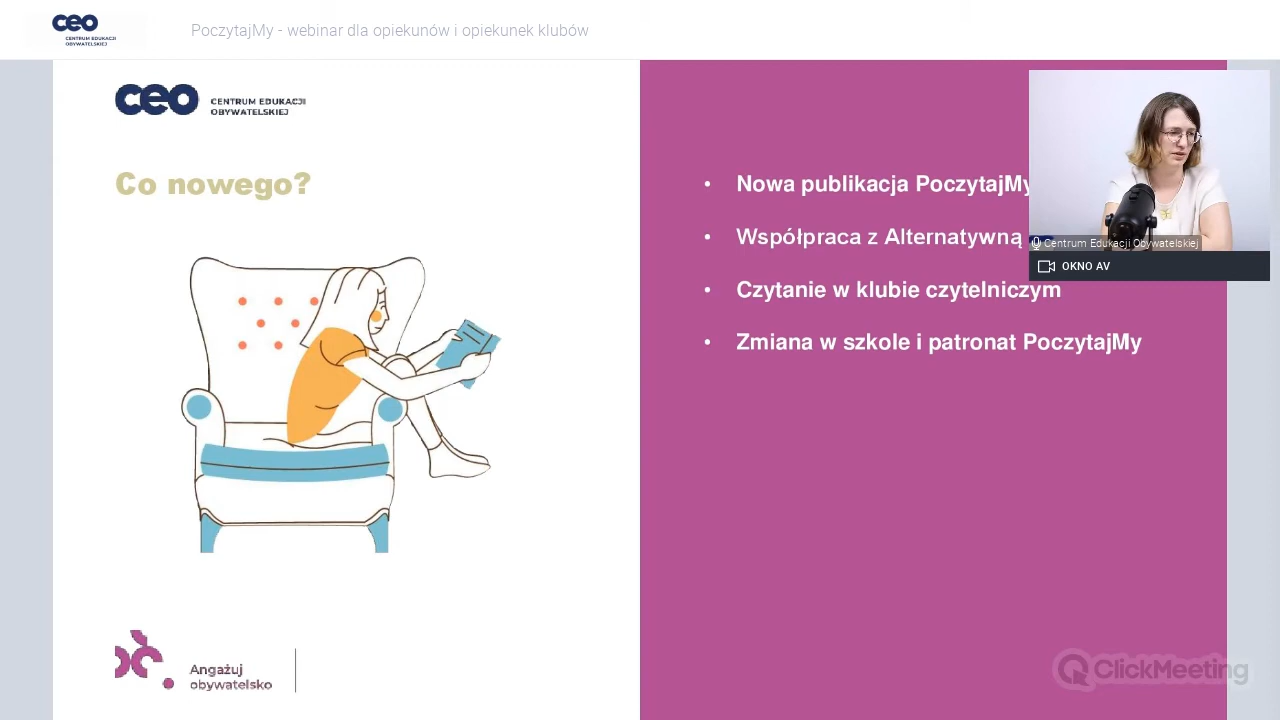 ceo
CENTRUM EDUKACJI
OBYWATELSKIEJ
PoczytajMy - webinar dla opiekunów i opiekunek klubów
ceo
CENTRUM EDUKACJI
OBYWATELSKIEJ
Co nowego?
• Nowa publikacja PoczytajMy
• Współpraca z Alternatywną
• Czytanie w klubie czytelniczym
• Zmiana w szkole i patronat PoczytajMy
Centrum Edukacji Obywatelskiej
OKNO AV
Angażuj
obywatelsko
ClickMeeting